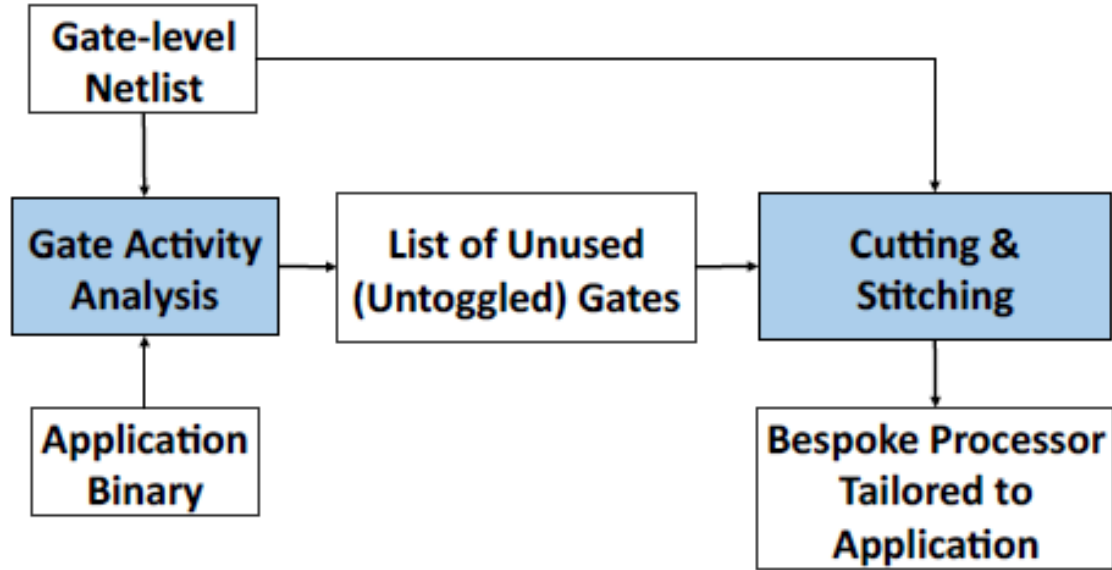 Gate-level
Netlist
Gate Activity
Analysis
List of Unused
(Untoggled) Gates
Cutting &
Stitching
Application
Binary
Bespoke Processor
Tailored to
Application